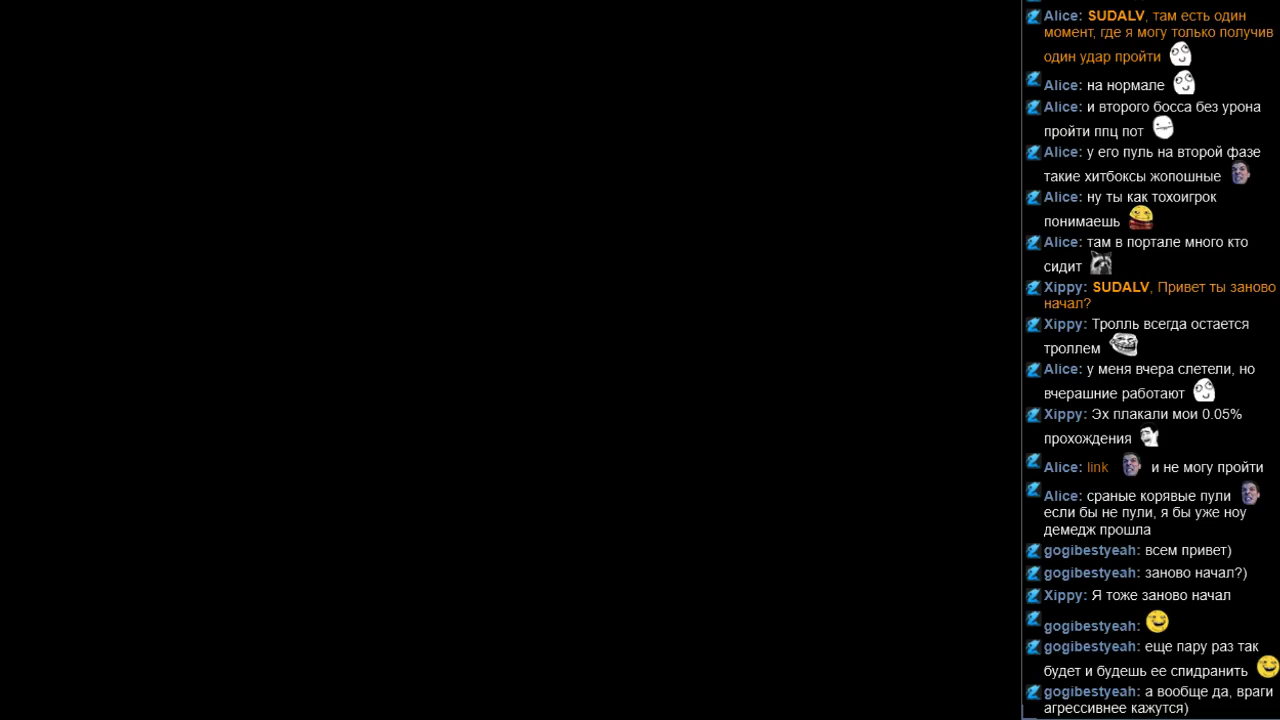 Alice: SUDALV, там есть один
момент, где я могу только получив
один удар пройти
Alice: на нормале
Alice: и второго босса без урона
пройти ппц пот
Alice: у его пуль на второй фазе
такие хитбоксы жопошные
Alice: ну ты как тохоигрок
понимаешь
Alice: там в портале много кто
сидит
Xippy: SUDALV, Привет ты заново
начал?
Xippy: Тролль всегда остается
троллем
Alice: у меня вчера слетели, но
вчерашние работают
Xippy: Эх плакали мои 0.05%
прохождения
Alice: link и не могу пройти
Alice: сраные корявые пули
если бы не пули, я бы уже ноу
демедж прошла
gogibestyeah: всем привет)
gogibestyeah: заново начал?)
Xippy: Я тоже заново начал
gogibestyeah:
gogibestyeah: еще пару раз так
будет и будешь ее спидранить
gogibestyeah: а вообще да, враги
агрессивнее кажутся)